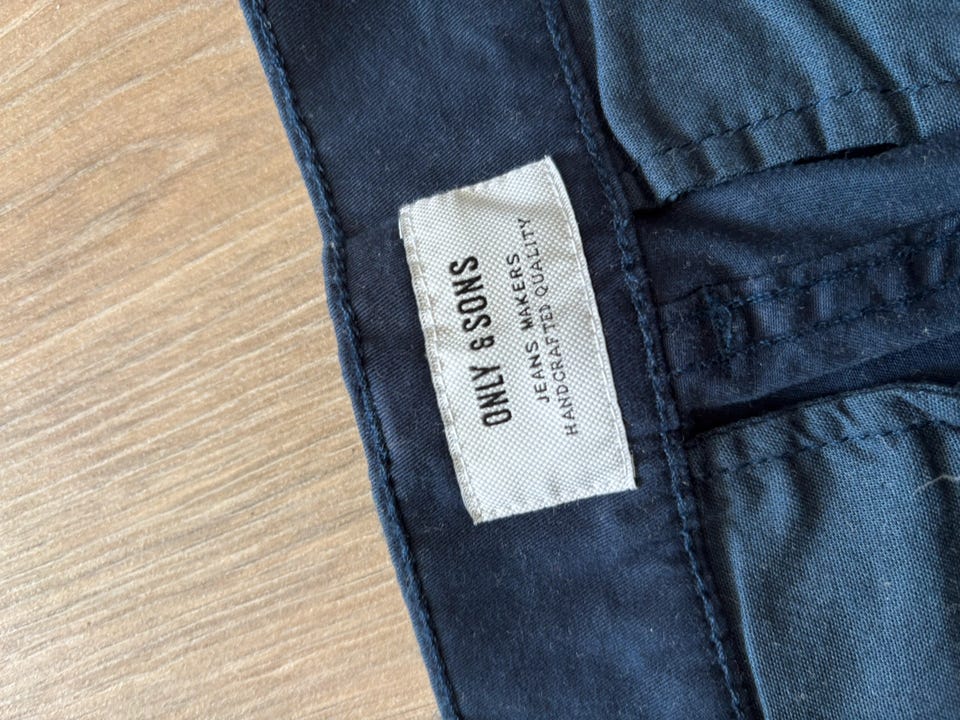 ONLY & SONS
JEANS MAKERS
HANDCRAFTED QUALITY